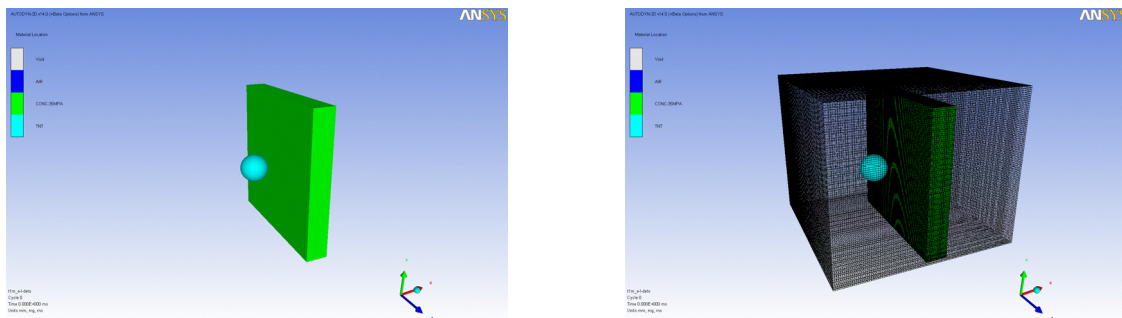 AUTODYN-3D v14.0 (+Beta Options) from ANSYS
ANSYS
Material Location
Void
AIR
CONC-35MPA
TNT
Cycle 0
Time 0.000E+000 ms
Units mm, mg, ms
AUTODYN-3D v14.0 (+Beta Options) from ANSYS
ANSYS
Material Location
Void
AIR
CONC-35MPA
TNT
Cycle 0
Time 0.000E+000 ms
Units mm, mg, ms